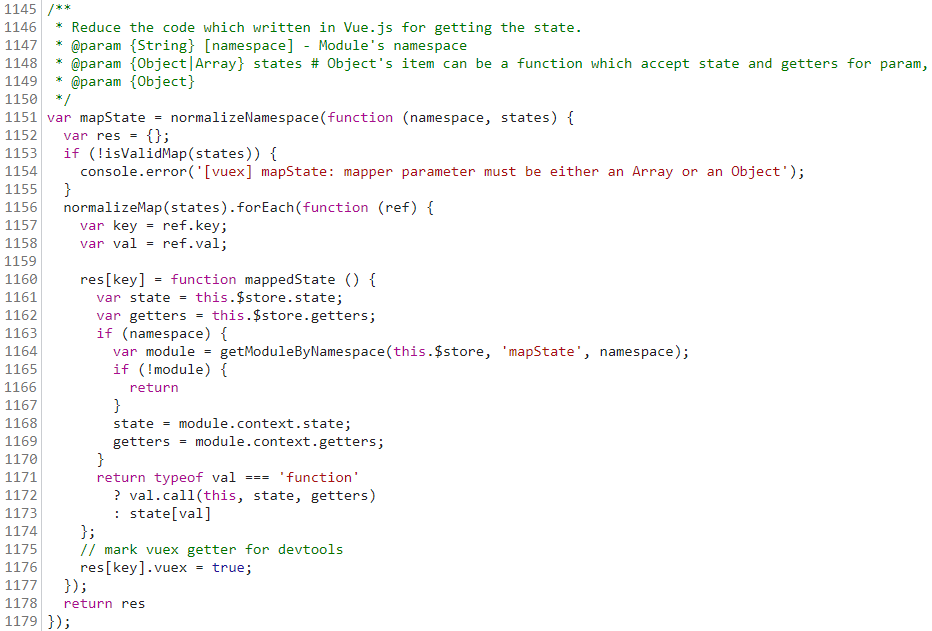 1145 /**
1146  * Reduce the code which written in Vue.js for getting the state.
1147  * @param {String} [namespace] - Module's namespace
1148  * @param {Object|Array} states # Object's item can be a function which accept state and getters for param,
1149  * @param {Object}
1150  */
1151 var mapState = normalizeNamespace(function (namespace, states) {
1152   var res = {};
1153   if (!isValidMap(states)) {
1154     console.error('[vuex] mapState: mapper parameter must be either an Array or an Object');
1155   }
1156   normalizeMap(states).forEach(function (ref) {
1157     var key = ref.key;
1158     var val = ref.val;
1159
1160     res[key] = function mappedState () {
1161       var state = this.$store.state;
1162       var getters = this.$store.getters;
1163       if (namespace) {
1164         var module = getModuleByNamespace(this.$store, 'mapState', namespace);
1165         if (!module) {
1166           return
1167         }
1168         state = module.context.state;
1169         getters = module.context.getters;
1170       }
1171       return typeof val === 'function'
1172         ? val.call(this, state, getters)
1173         : state[val]
1174     };
1175     // mark vuex getter for devtools
1176     res[key].vuex = true;
1177   });
1178   return res
1179 });